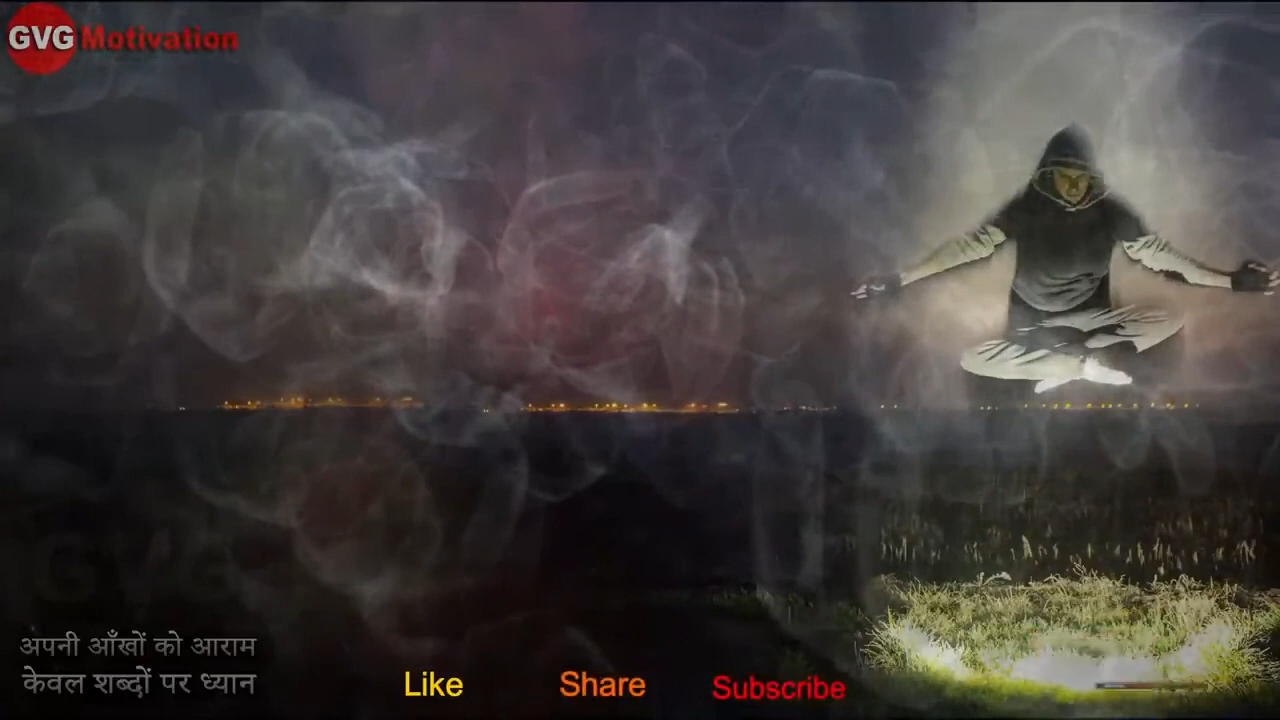 GVG Motivation
अपनी आँखों को आराम
केवल शब्दों पर ध्यान
Like Share Subscribe